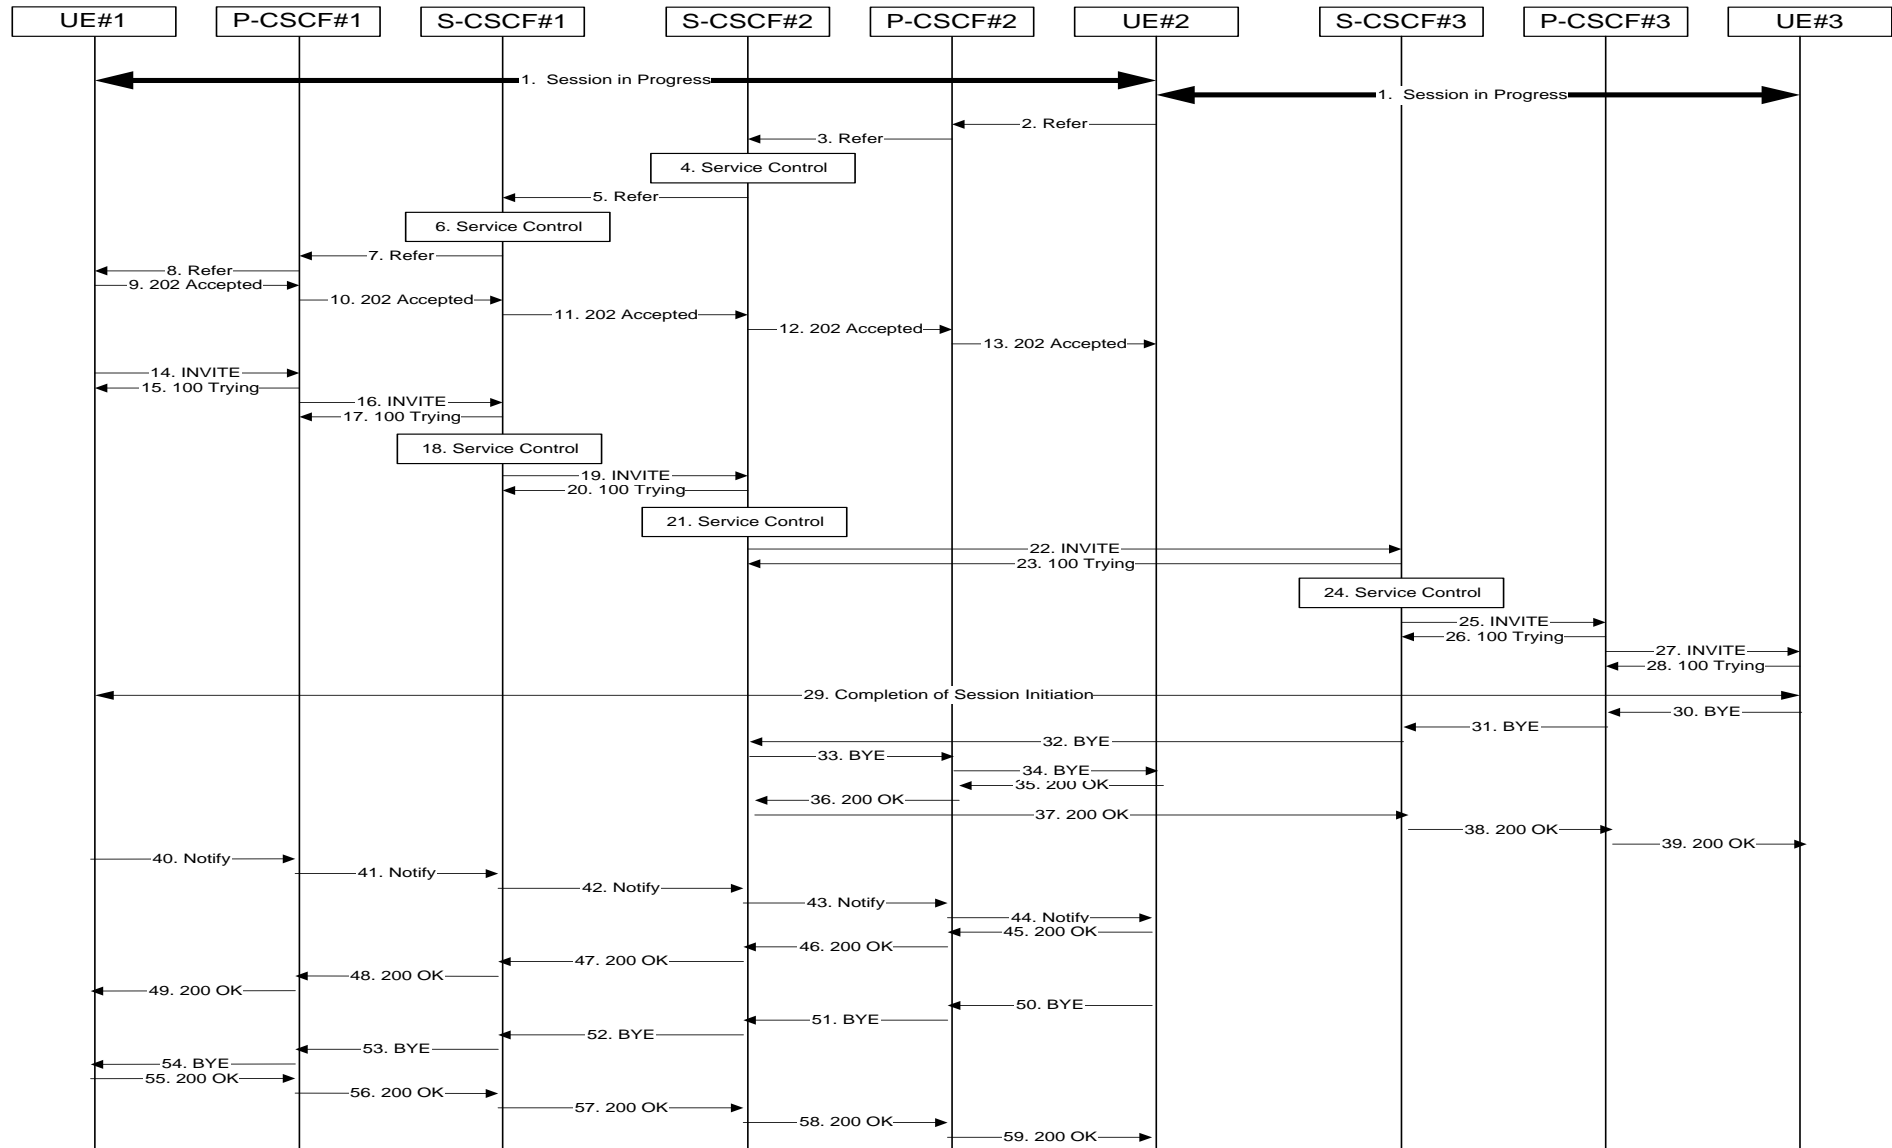 UE#1
P-CSCF#1
S-CSCF#1
S-CSCF#2
P-CSCF#2
UE#2
S-CSCF#3
P-CSCF#3
UE#3
1. Session in Progress
1. Session in Progress
2. Refer
3. Refer
4. Service Control
5. Refer
6. Service Control
7. Refer
8. Refer
9. 202 Accepted
10. 202 Accepted
11. 202 Accepted
12. 202 Accepted
13. 202 Accepted
14. INVITE
15. 100 Trying
16. INVITE
17. 100 Trying
18. Service Control
19. INVITE
20. 100 Trying
21. Service Control
22. INVITE
23. 100 Trying
24. Service Control
25. INVITE
26. 100 Trying
27. INVITE
28. 100 Trying
29. Completion of Session Initiation
30. BYE
31. BYE
32. BYE
33. BYE
34. BYE
35. 200 OK
36. 200 OK
37. 200 OK
38. 200 OK
39. 200 OK
40. Notify
41. Notify
42. Notify
43. Notify
44. Notify
45. 200 OK
46. 200 OK
47. 200 OK
48. 200 OK
49. 200 OK
50. BYE
51. BYE
52. BYE
53. BYE
54. BYE
55. 200 OK
56. 200 OK
57. 200 OK
58. 200 OK
59. 200 OK